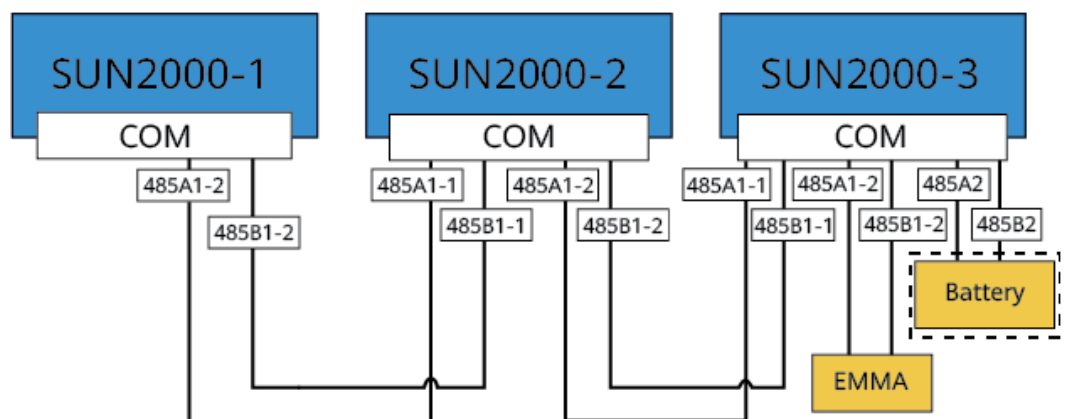 SUN2000-1
SUN2000-2
SUN2000-3
COM
COM
COM
485A1-2
485B1-2
485A1-1
485B1-1
485A1-2
485B1-2
485A1-1
485B1-1
485A1-2
485B1-2
485A2
485B2
Battery
EMMA